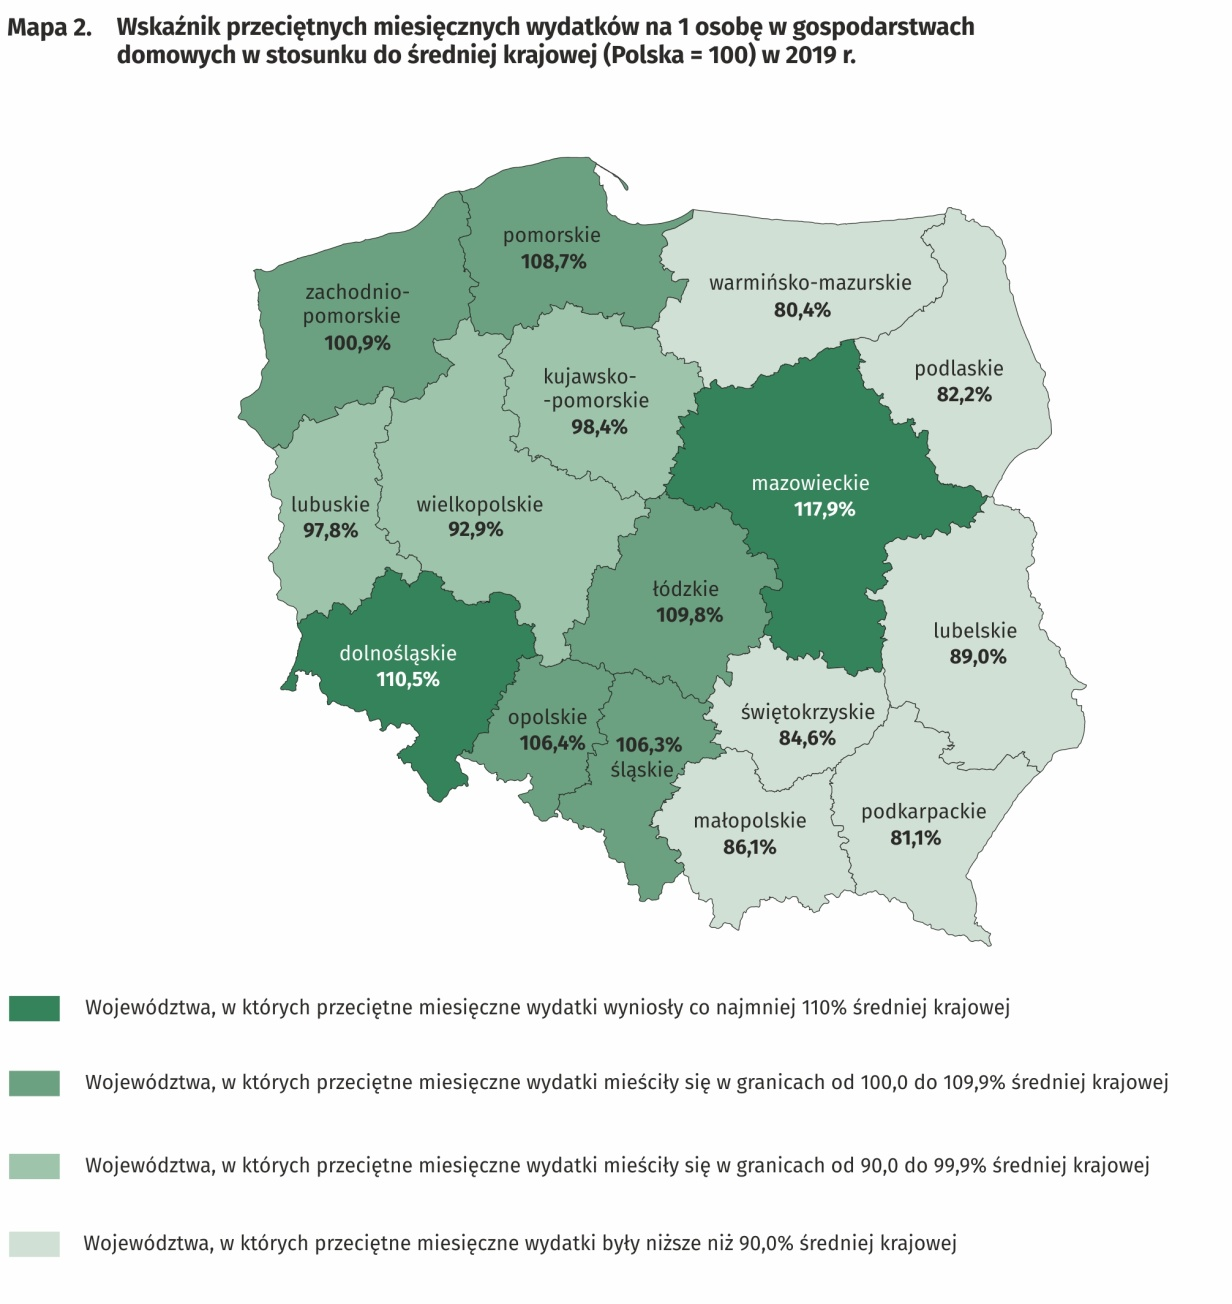 Mapa 2. Wskaźnik przeciętnych miesięcznych wydatków na 1 osobę w gospodarstwach
domowych w stosunku do średniej krajowej (Polska = 100) w 2019 r.
pomorskie
108,7%
warmińsko-mazurskie
80,4%
zachodnio-
pomorskie
100,9%
podlaskie
82,2%
kujawsko-
-pomorskie
98,4%
mazowieckie
117,9%
lubuskie
97,8%
wielkopolskie
92,9%
łódzkie
109,8%
lubelskie
89,0%
dolnośląskie
110,5%
opolskie
106,4%
106,3%
śląskie
świętokrzyskie
84,6%
małopolskie
86,1%
podkarpackie
81,1%
Województwa, w których przeciętne miesięczne wydatki wyniosły co najmniej 110% średniej krajowej
Województwa, w których przeciętne miesięczne wydatki mieściły się w granicach od 100,0 do 109,9% średniej krajowej
Województwa, w których przeciętne miesięczne wydatki mieściły się w granicach od 90,0 do 99,9% średniej krajowej
Województwa, w których przeciętne miesięczne wydatki były niższe niż 90,0% średniej krajowej